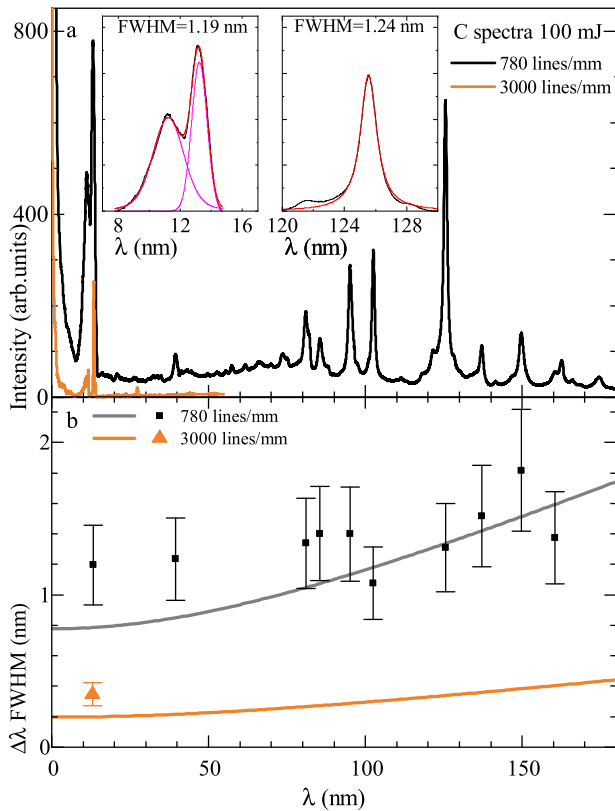 a
FWHM=1.19 nm
FWHM=1.24 nm
C spectra 100 mJ
780 lines/mm
3000 lines/mm
800
400
0
Intensity (arb.units)
8 12 16
λ (nm)
120 124 128
λ (nm)
b
780 lines/mm
3000 lines/mm
2
1
0
Δλ FWHM (nm)
0 50 100 150
λ (nm)